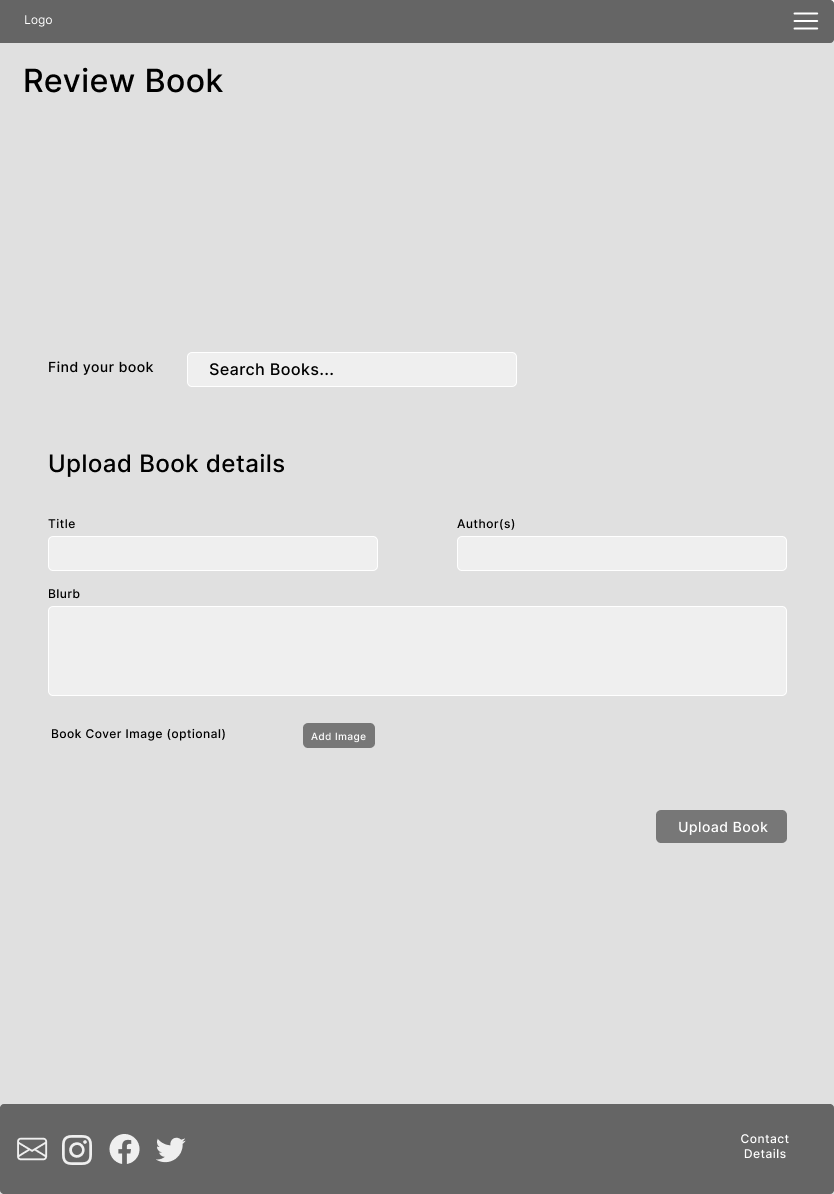 Logo
Review Book
Find your book
Search Books...
Upload Book details
Title
Author(s)
Blurb
Book Cover Image (optional)
Add Image
Upload Book
Contact
Details